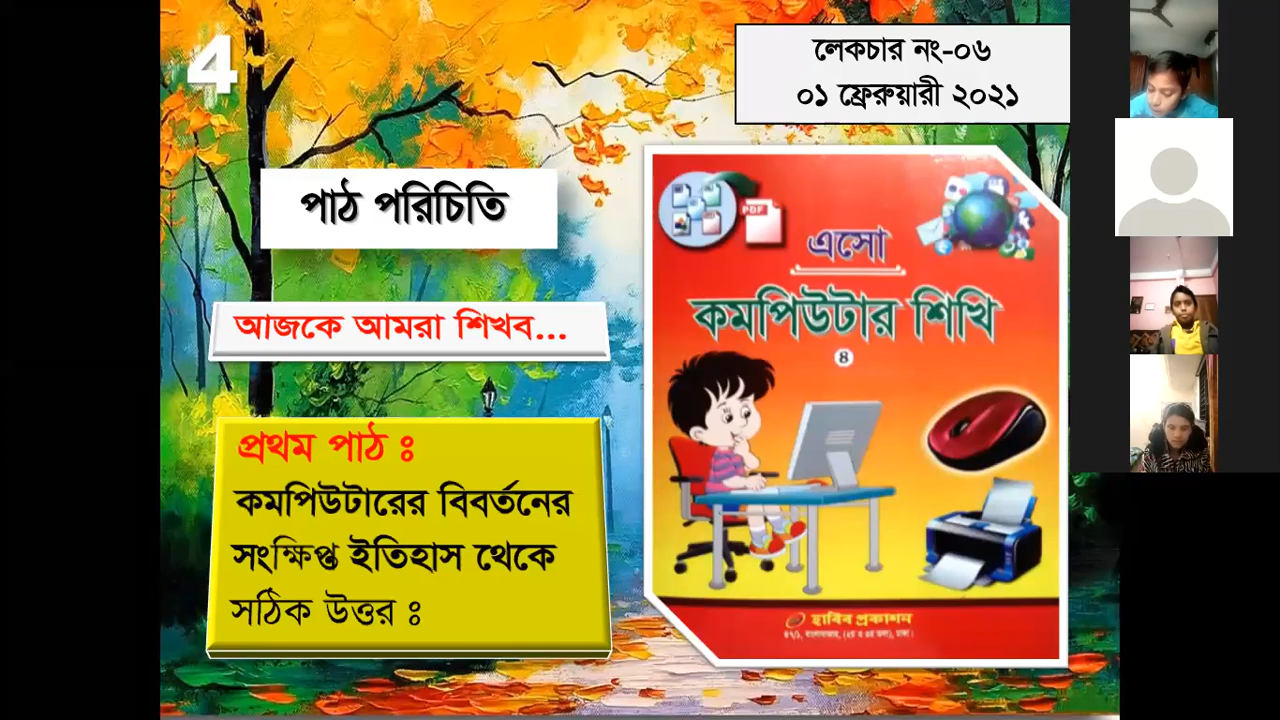 4
লেকচার নং-০৬
০১ ফ্রেরুয়ারী ২০২১
পাঠ পরিচিতি
আজকে আমরা শিখব...
প্রথম পাঠ ঃ
কমপিউটারের বিবর্তনের
সংক্ষিপ্ত ইতিহাস থেকে
সঠিক উত্তর ঃ
PDF
এসো
কমপিউটার শিখি
৪
হাবিব প্রকাশন